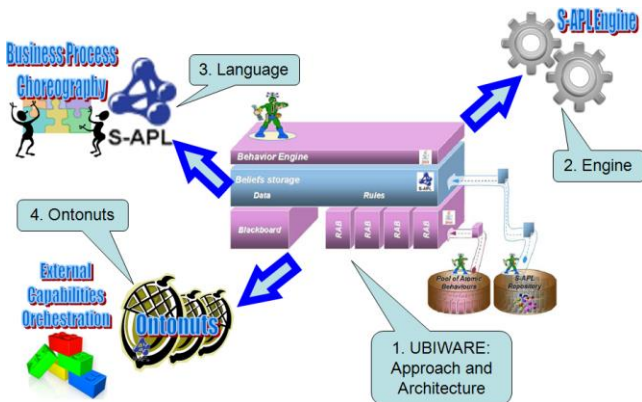 Business Process
Choreography
S-APL
3. Language
S-APL Engine
2. Engine
Behavior Engine
Beliefs storage
S-APL
Data
Rules
Blackboard
RAB
RAB
RAB
RAB
4. Ontonuts
External
Capabilities
Orchestration
Ontonuts
Pool of Atomic
Behaviours
S-APL
Repository
1. UBIWARE:
Approach and
Architecture